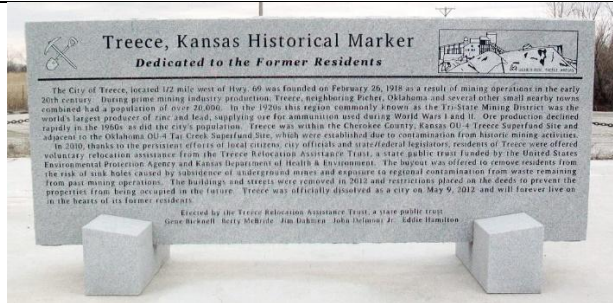 Treece, Kansas Historical Marker
Dedicated to the Former Residents
The City of Treece, located 1/2 mile west of Hwy. 69 was founded on February 26, 1918 as a result of mining operations in the early
20th century. During prime mining industry production, Treece, neighboring Picher, Oklahoma and several other small nearby towns
combined had a population of over 20,000. In the 1920s this region commonly known as the Tri-State Mining District was the
world's largest producer of zinc and lead, supplying ore for ammunition used during World Wars I and II. Ore production declined
rapidly in the 1960s as did the city's population. Treece was within the Cherokee County, Kansas OU-4 Treece Superfund Site and
adjacent to the Oklahoma OU-4 Tar Creek Superfund Site, which were established due to contamination from historic mining activities.
In 2010, thanks to the persistent efforts of local citizens, city officials and state/federal legislators, residents of Treece were offered
voluntary relocation assistance from the Treece Relocation Assistance Trust, a state public trust funded by the United States
Environmental Protection Agency and Kansas Department of Health & Environment. The buyout was offered to remove residents from
the risk of sink holes caused by subsidence of underground mines and exposure to regional contamination from waste remaining
from past mining operations. The buildings and streets were removed in 2012 and restrictions placed on the deeds to prevent the
properties from being occupied in the future. Treece was officially dissolved as a city on May 9, 2012 and will forever live on
in the hearts of its former residents.
Elected by the Treece Relocation Assistance Trust, a state public trust
Gene Bicknell Betty McBride Jim Dahmen John Delmont Jr. Eddie Hamilton